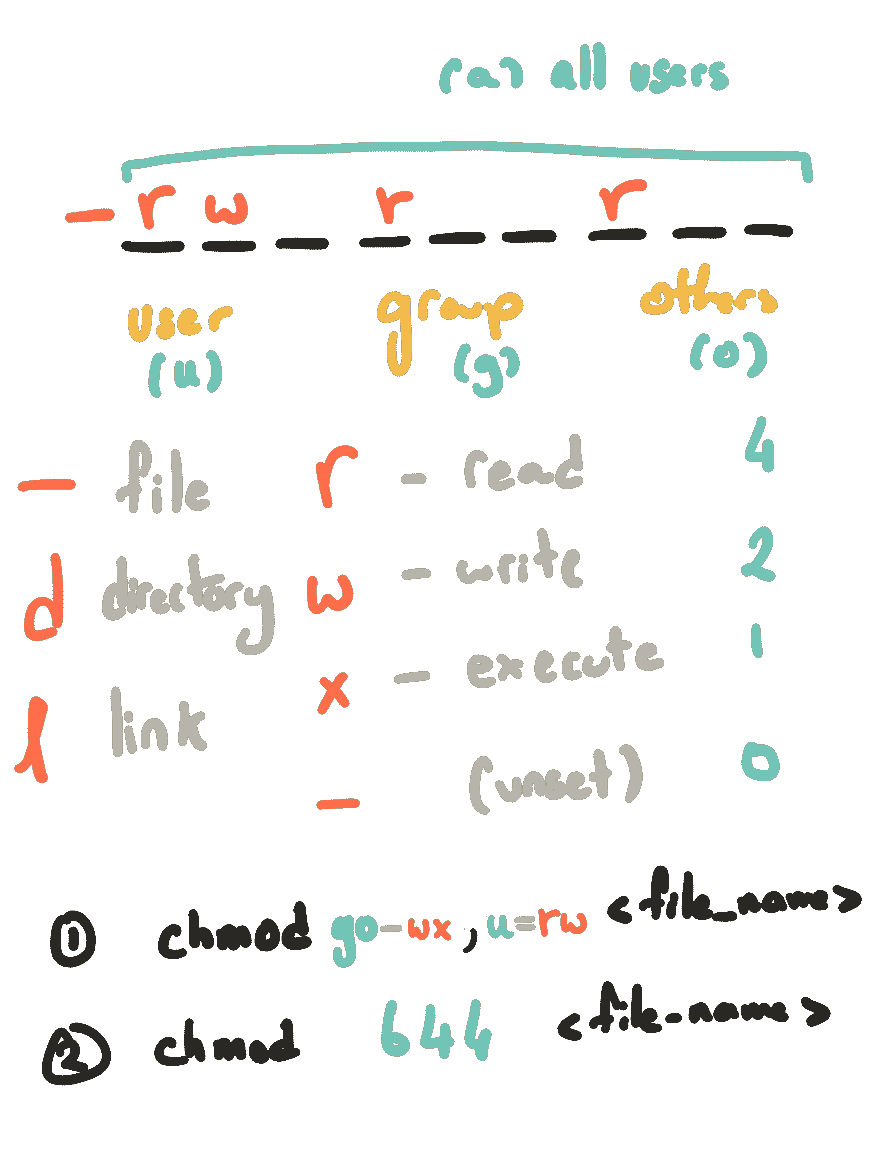 (a) all users
- r w _ r _ _ r _ _
user group others
(u) (g) (o)
- file r - read 4
d directory w - write 2
l link x - execute 1
- (unset) 0
① chmod go-wx,u=rw <file_name>
② chmod 644 <file-name>